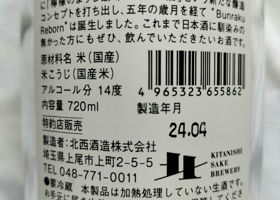 コンセプトを打ち出し、五年の歳月を経て "Bunraku
Reborn" は誕生しました。これまで日本酒に馴染みの
無かった方にもぜひ、飲んでいただきたいお酒です。
原材料名 米(国産)
米こうじ(国産米)
アルコール分 14度
内容量 720ml
4965323655862
製造年月
24.04
特約店販売
製造者:北西酒造株式会社
埼玉県上尾市上町2-5-5
☎ 048-771-0011
KITANISHI
SAKE
BREWERY
●要冷蔵 本製品は加熱処理していない生酒です。